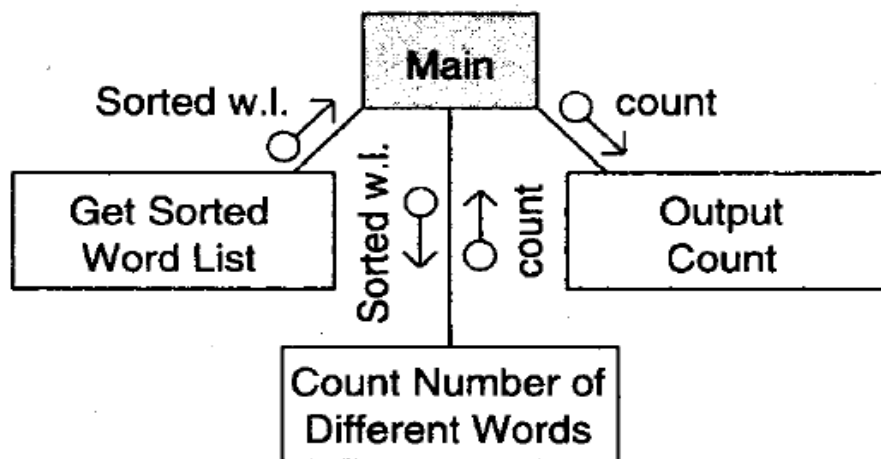 Main
Sorted w.l.
count
Get Sorted
Word List
Sorted w.l.
count
Output
Count
Count Number of
Different Words